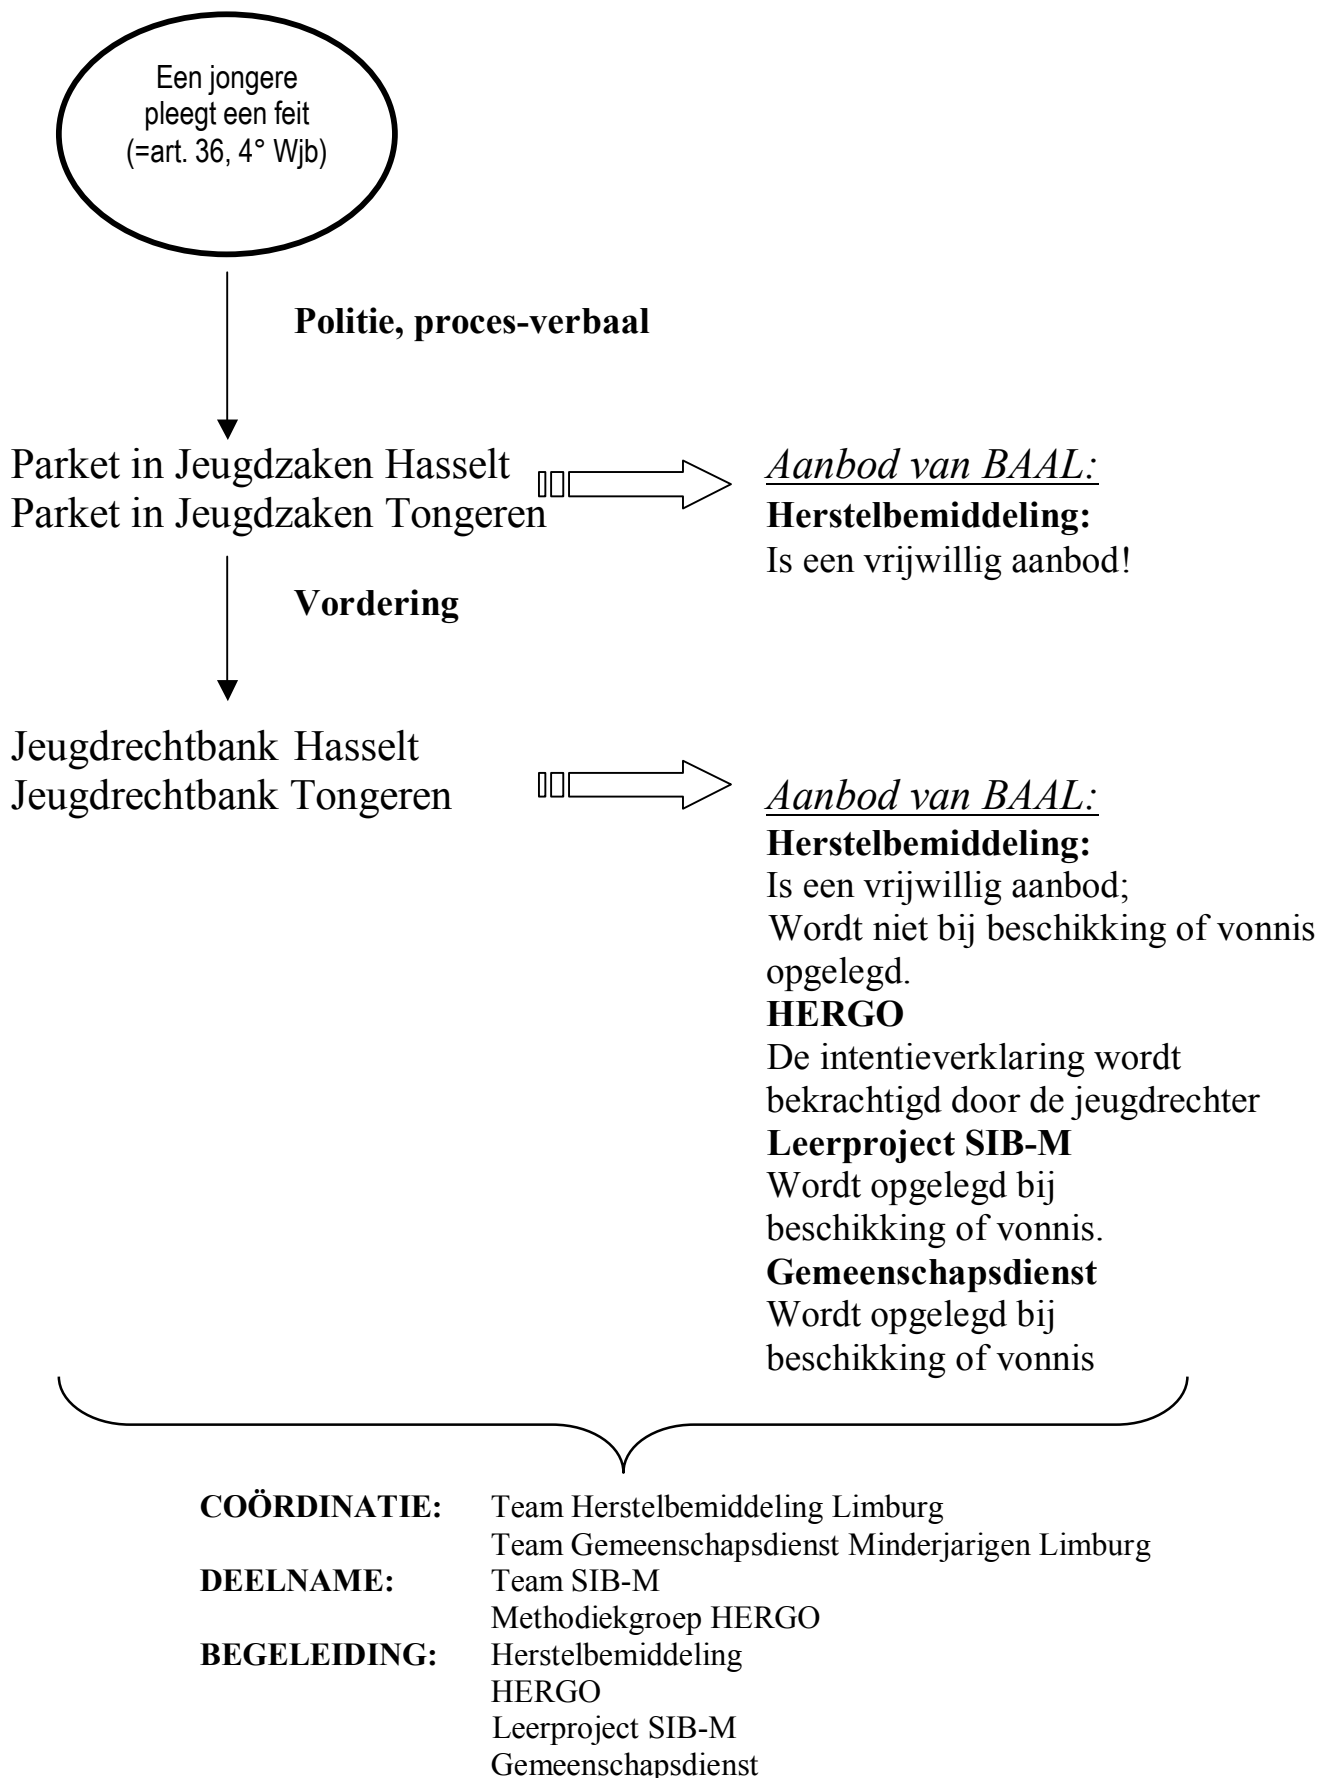 Een jongere
pleegt een feit
(=art. 36, 4° Wjb)
Politie, proces-verbaal
Parket in Jeugdzaken Hasselt
Parket in Jeugdzaken Tongeren
Aanbod van BAAL:
Herstelbemiddeling:
Is een vrijwillig aanbod!
Vordering
Jeugdrechtbank Hasselt
Jeugdrechtbank Tongeren
Aanbod van BAAL:
Herstelbemiddeling:
Is een vrijwillig aanbod;
Wordt niet bij beschikking of vonnis
opgelegd.
HERGO
De intentieverklaring wordt
bekrachtigd door de jeugdrechter
Leerproject SIB-M
Wordt opgelegd bij
beschikking of vonnis.
Gemeenschapsdienst
Wordt opgelegd bij
beschikking of vonnis
COÖRDINATIE: Team Herstelbemiddeling Limburg
Team Gemeenschapsdienst Minderjarigen Limburg
DEELNAME: Team SIB-M
Methodiekgroep HERGO
BEGELEIDING: Herstelbemiddeling
HERGO
Leerproject SIB-M
Gemeenschapsdienst